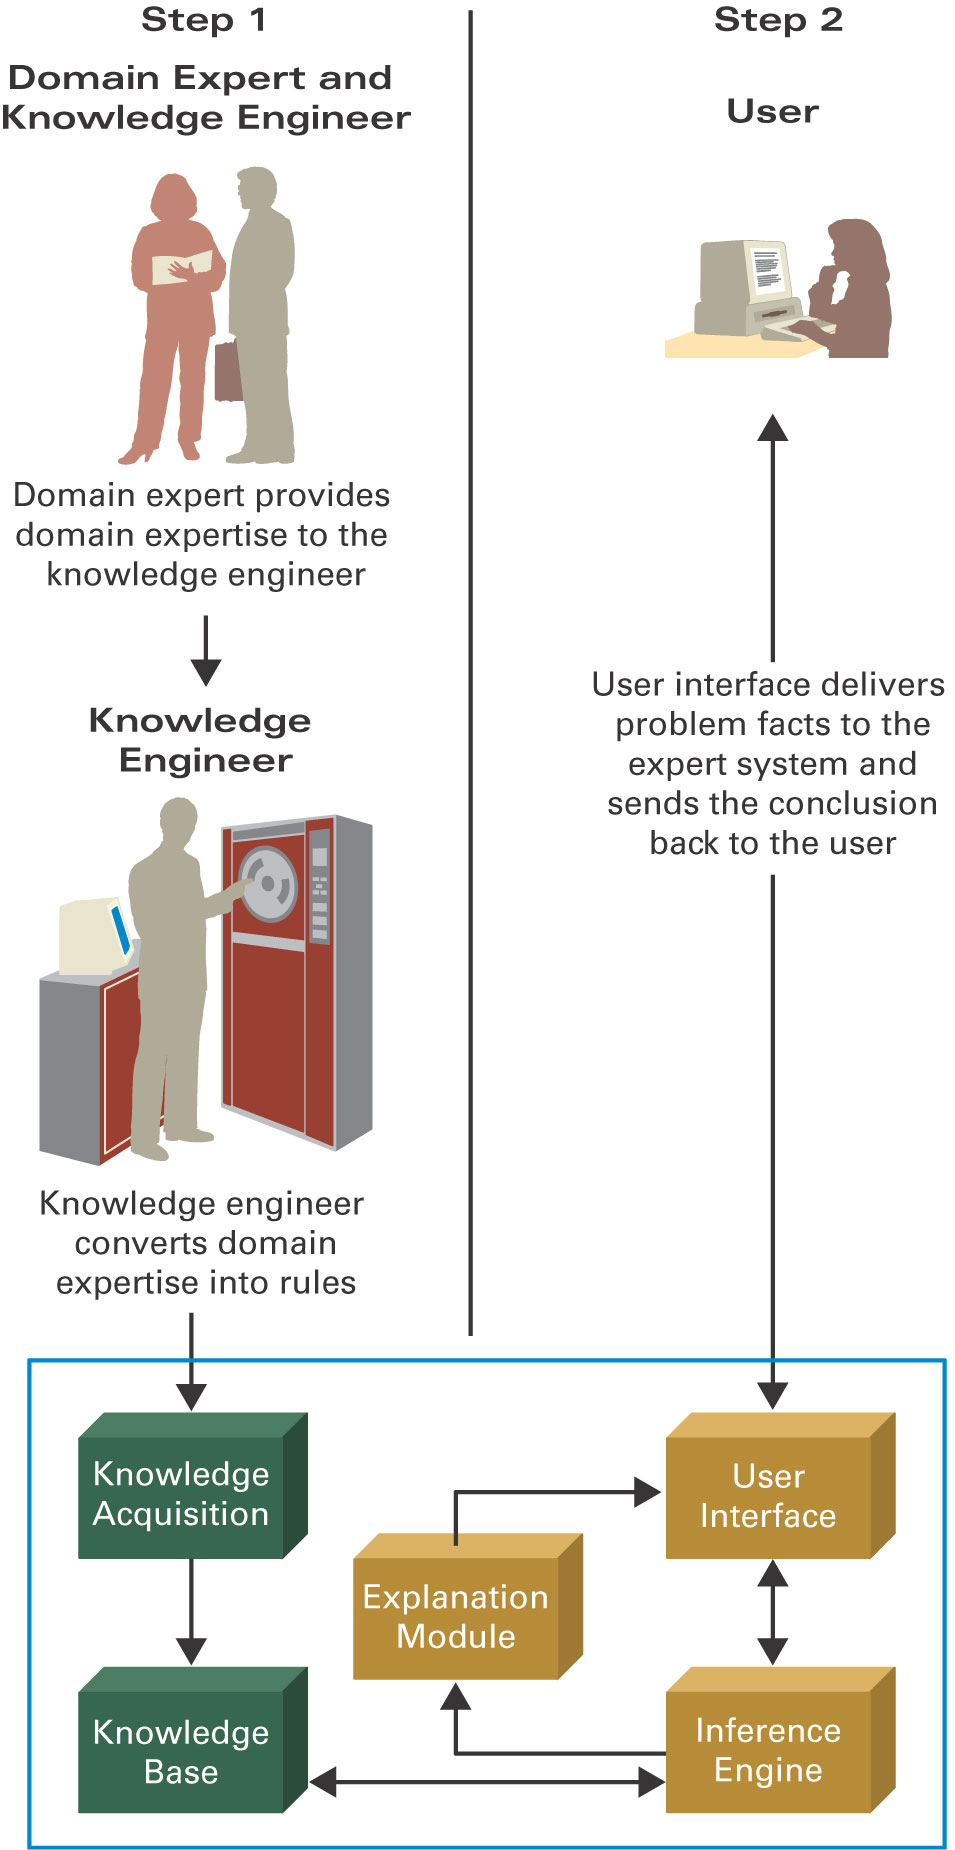 Step 1
Domain Expert and
Knowledge Engineer
Domain expert provides
domain expertise to the
knowledge engineer
Knowledge
Engineer
Knowledge engineer
converts domain
expertise into rules
Step 2
User
User interface delivers
problem facts to the
expert system and
sends the conclusion
back to the user
Knowledge
Acquisition
Knowledge
Base
Explanation
Module
User
Interface
Inference
Engine